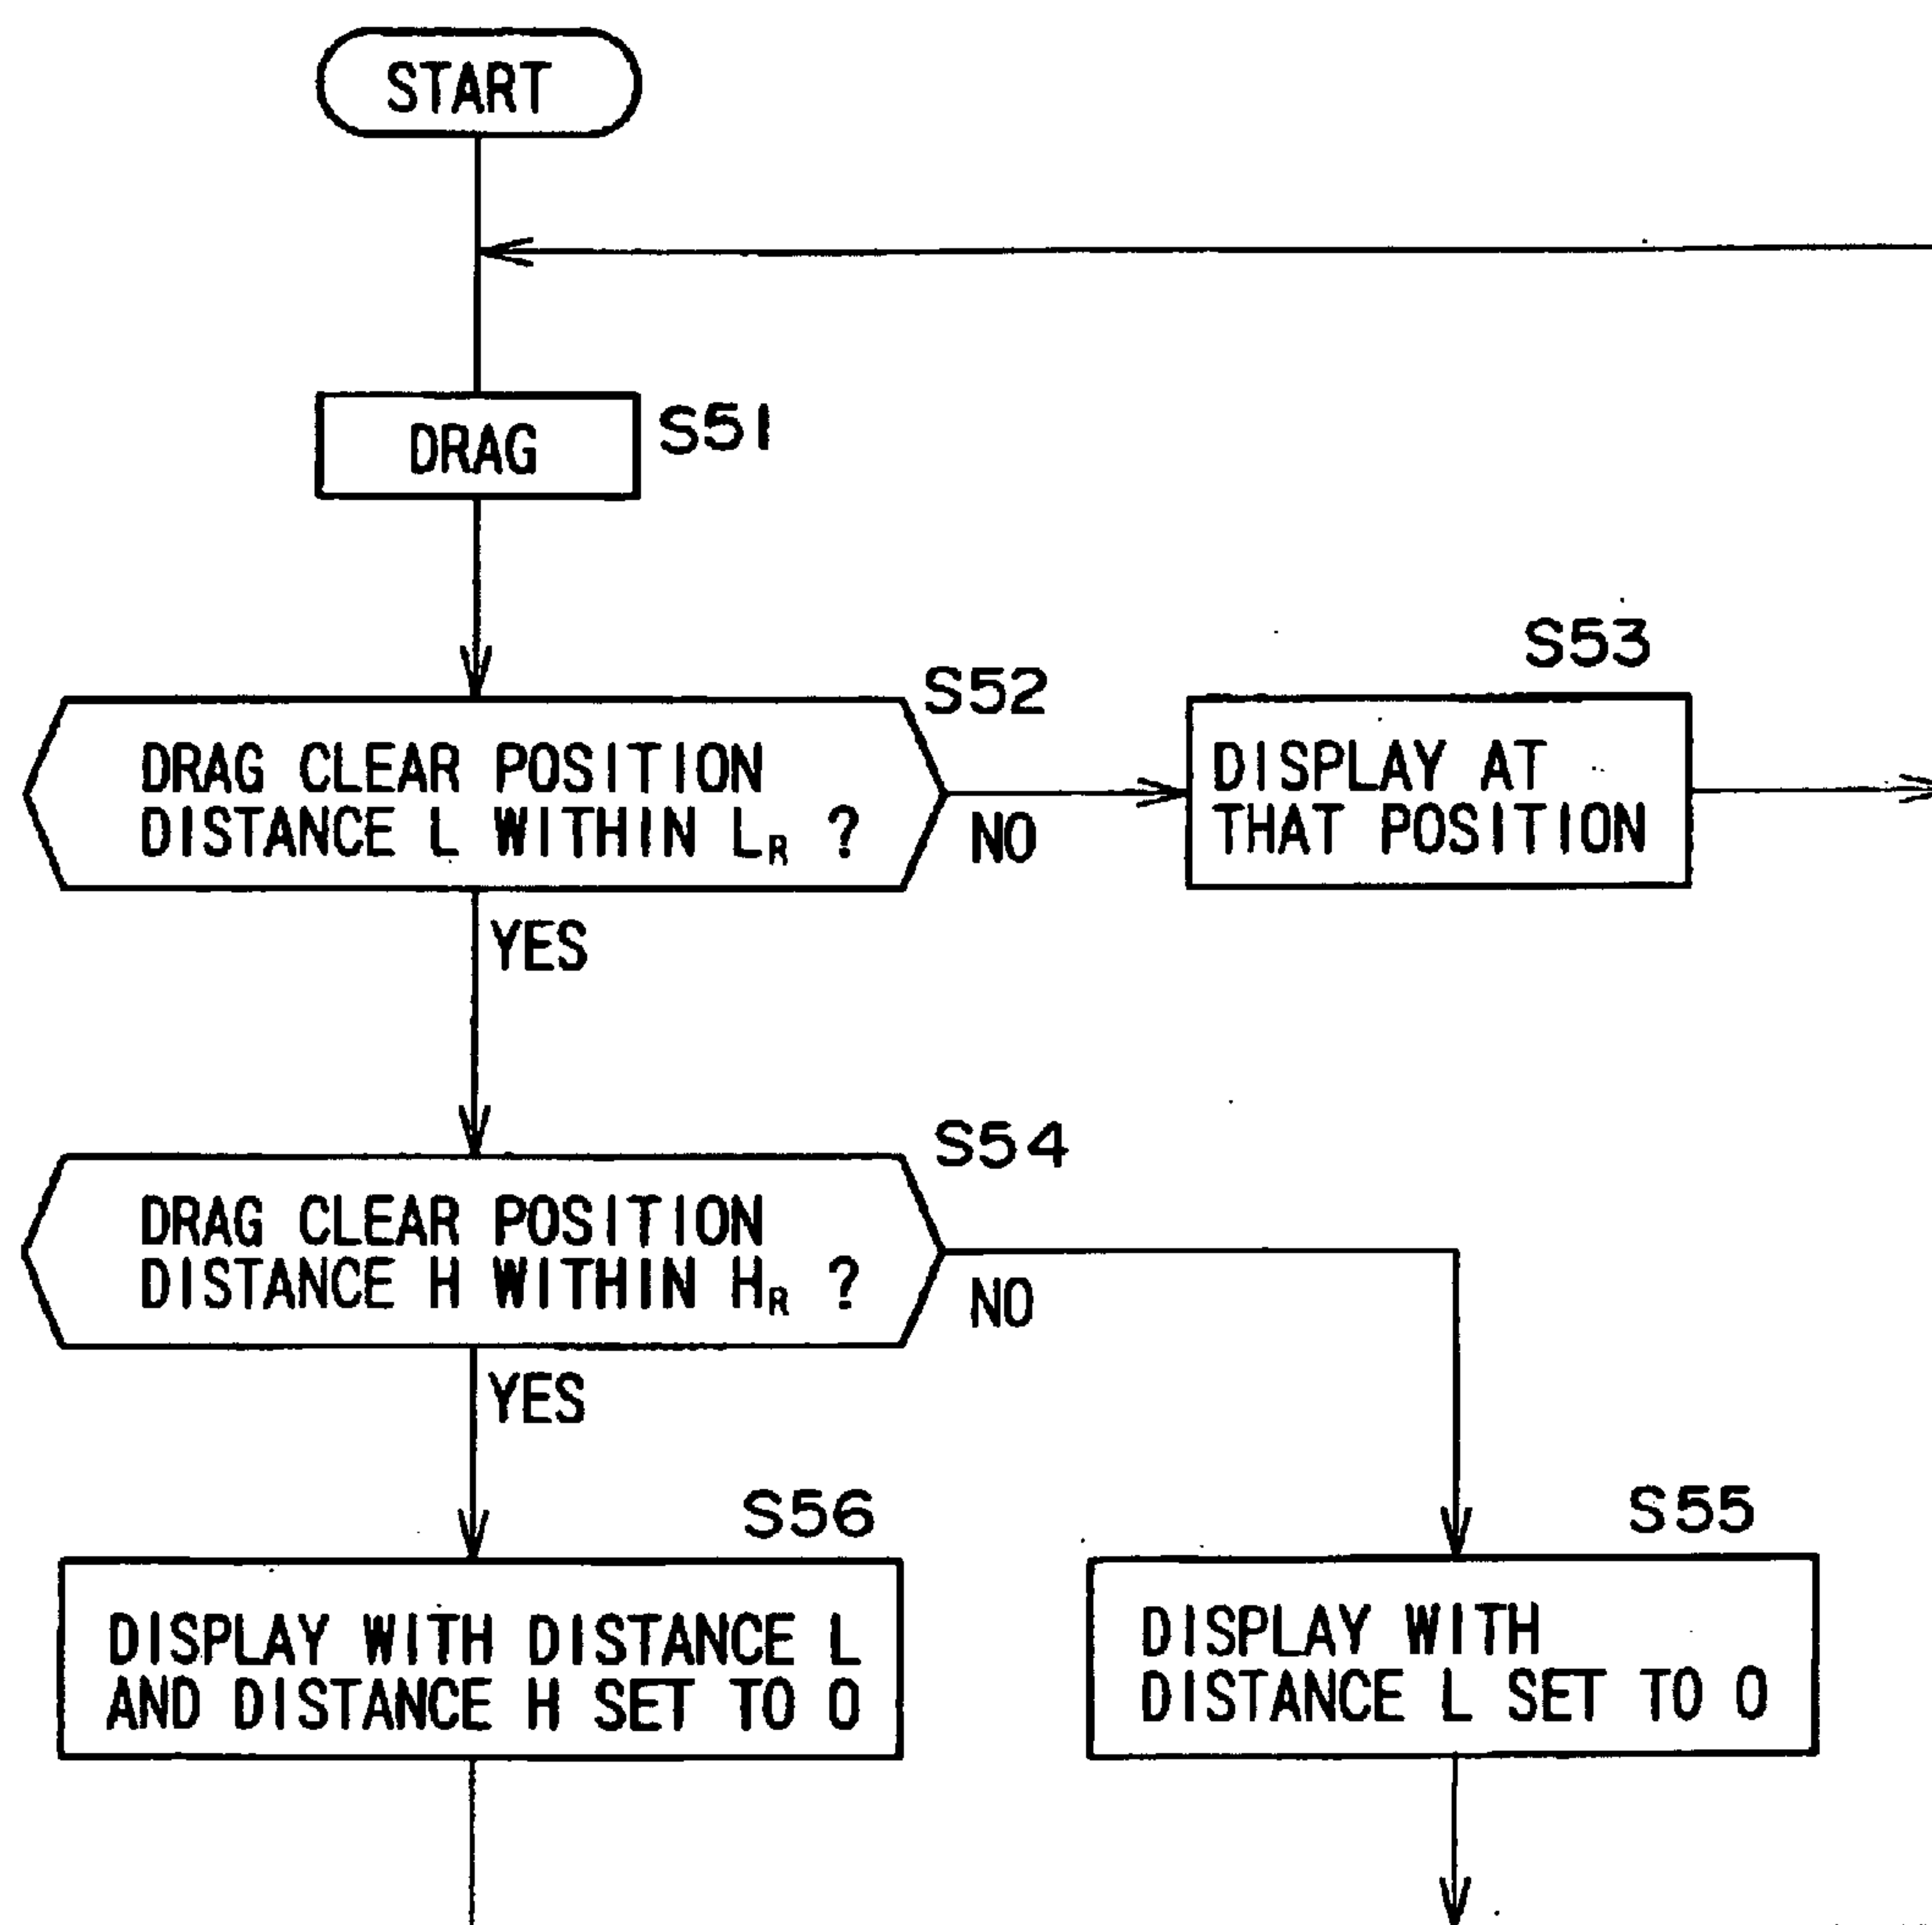 START
DRAG
S51
S52
DRAG CLEAR POSITION
DISTANCE L WITHIN LR ?
NO
YES
S53
DISPLAY AT
THAT POSITION
S54
DRAG CLEAR POSITION
DISTANCE H WITHIN HR ?
NO
YES
S56
DISPLAY WITH DISTANCE L
AND DISTANCE H SET TO 0
S55
DISPLAY WITH
DISTANCE L SET TO 0